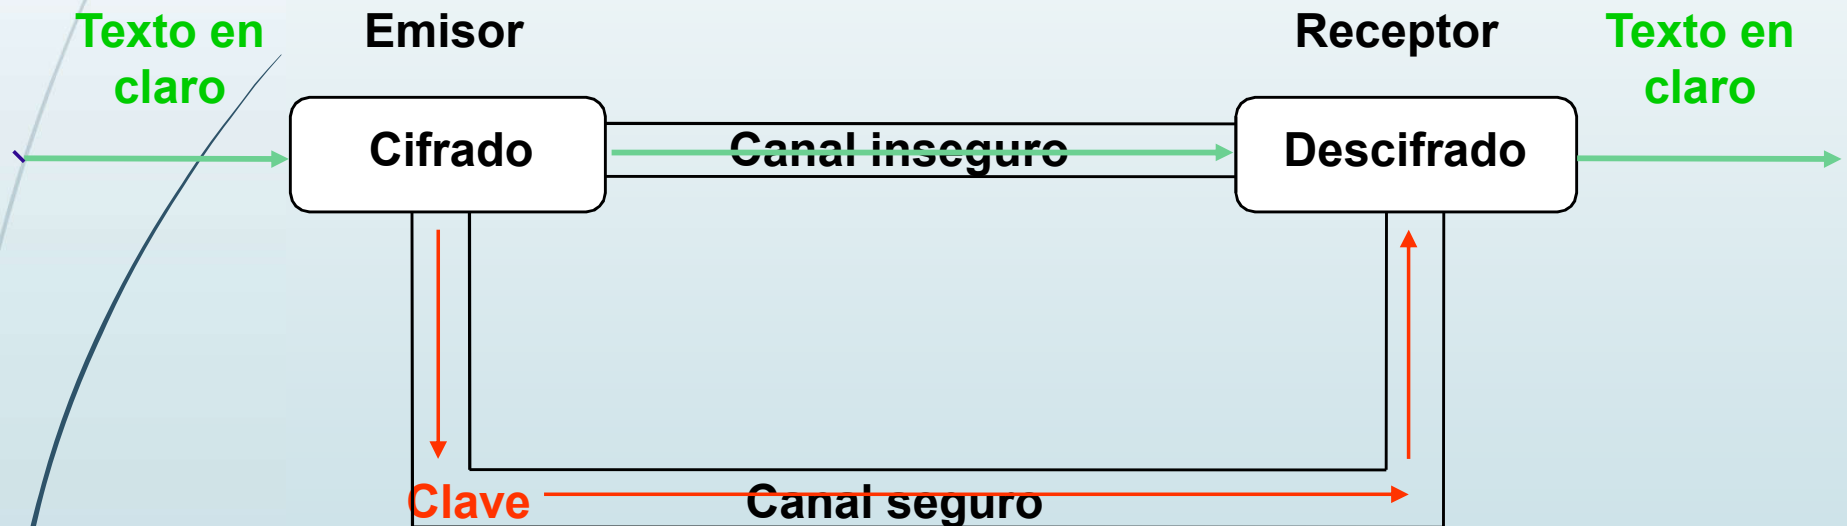 Texto en
claro
Emisor
Receptor
Texto en
claro
Cifrado
Canal inseguro
Descifrado
Clave
Canal seguro